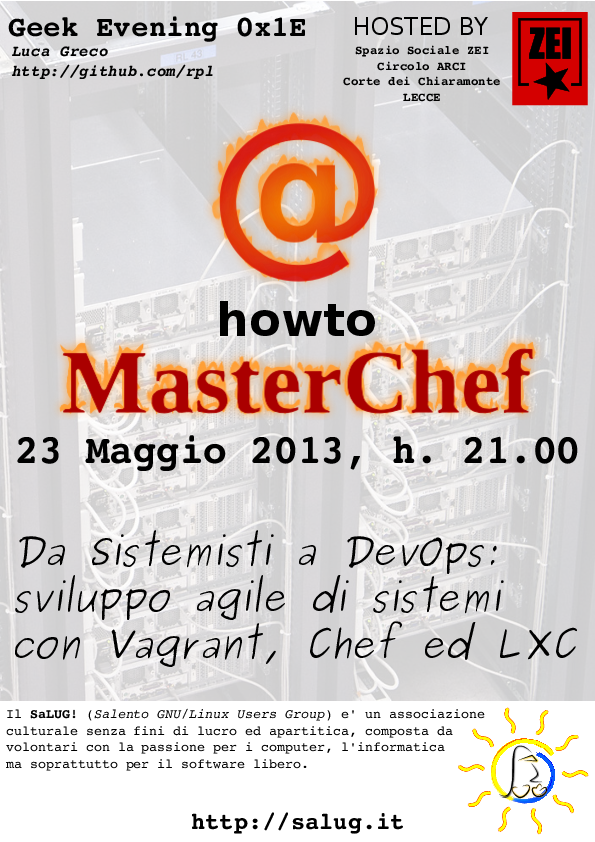 Geek Evening 0x1E
Luca Greco
http://github.com/rpl
HOSTED BY
Spazio Sociale ZEI
Circolo ARCI
Corte dei Chiaramonte
LECCE
ZEI
@
howto
MasterChef
23 Maggio 2013, h. 21.00
Da Sistemisti a DevOps:
sviluppo agile di sistemi
con Vagrant, Chef ed LXC
Il SaLUG! (Salento GNU/Linux Users Group) e' un associazione
culturale senza fini di lucro ed apartitica, composta da
volontari con la passione per i computer, l'informatica
ma soprattutto per il software libero.
http://salug.it